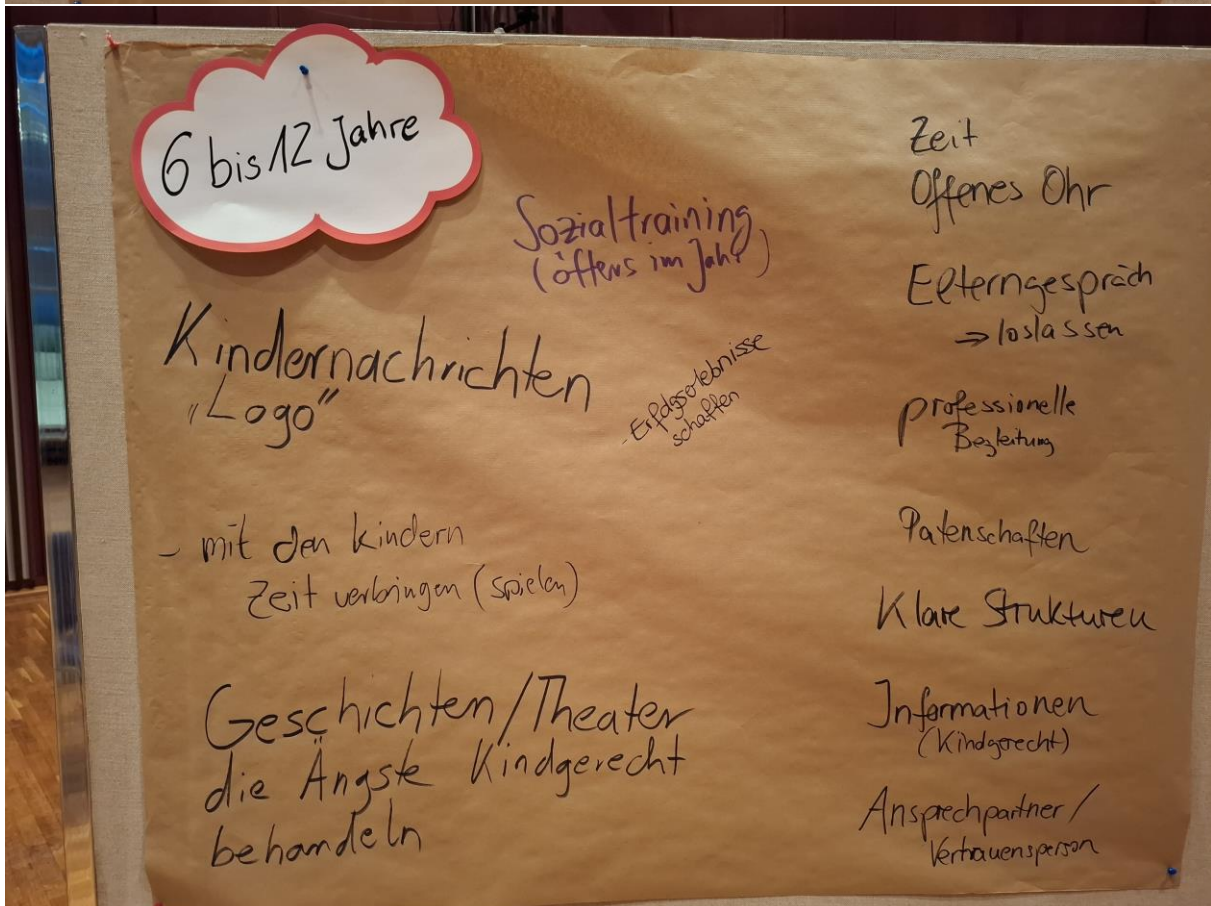 6 bis 12 Jahre
Sozialtraining
(öfters im Jahr)
Kindernachrichten
„Logo"
- Erfolgserlebnisse
schaffen
- mit den Kindern
Zeit verbringen (spielen)
Geschichten/Theater
die Ängste Kindgerecht
behandeln
Zeit
Offenes Ohr
Elterngespräch
→ loslassen
professionelle
Begleitung
Patenschaften
Klare Strukturen
Informationen
(Kindgerecht)
Ansprechpartner/
Vertrauensperson